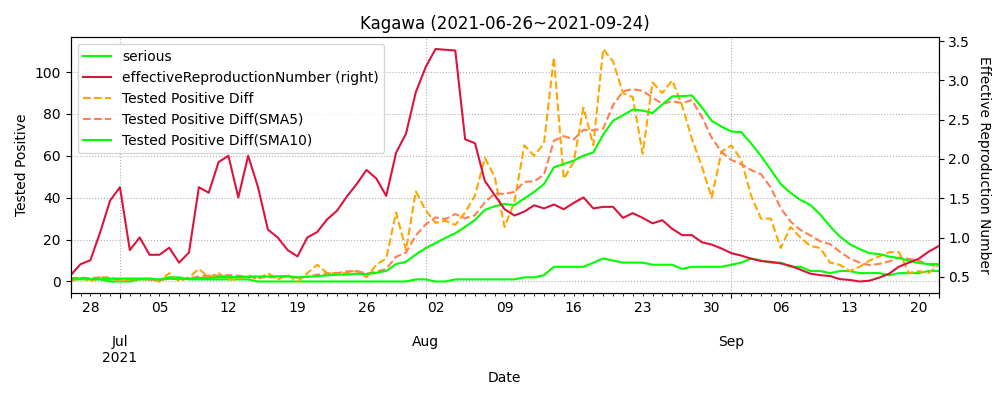 Kagawa (2021-06-26~2021-09-24)
serious
effectiveReproductionNumber (right)
Tested Positive Diff
Tested Positive Diff(SMA5)
Tested Positive Diff(SMA10)
Tested Positive
100
80
60
40
20
0
3.5
3.0
2.5
2.0
1.5
1.0
0.5
Effective Reproduction Number
28 05 12 19 26 02 09 16 23 30 06 13 20
Jul Aug Sep
2021
Date